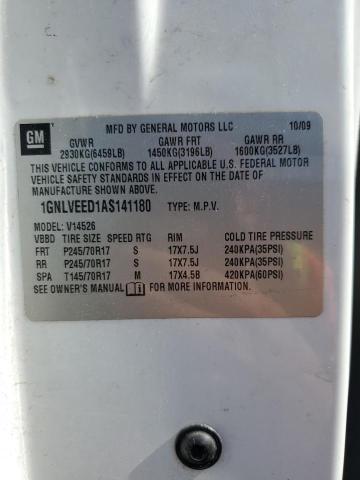 GM
MFD BY GENERAL MOTORS LLC 10/09
GVWR GAWR FRT GAWR RR
2930KG(6459LB) 1450KG(3196LB) 1600KG(3527LB)
THIS VEHICLE CONFORMS TO ALL APPLICABLE U.S. FEDERAL MOTOR
VEHICLE SAFETY STANDARDS IN EFFECT ON THE DATE OF
MANUFACTURE SHOWN ABOVE.
1GNLVEED1AS141180 TYPE: M.P.V.
MODEL: V14526
VBBD TIRE SIZE SPEED RTG RIM COLD TIRE PRESSURE
FRT P245/70R17 S 17X7.5J 240KPA(35PSI)
RR P245/70R17 S 17X7.5J 240KPA(35PSI)
SPA T145/70R17 M 17X4.5B 420KPA(60PSI)
SEE OWNER'S MANUAL FOR MORE INFORMATION.